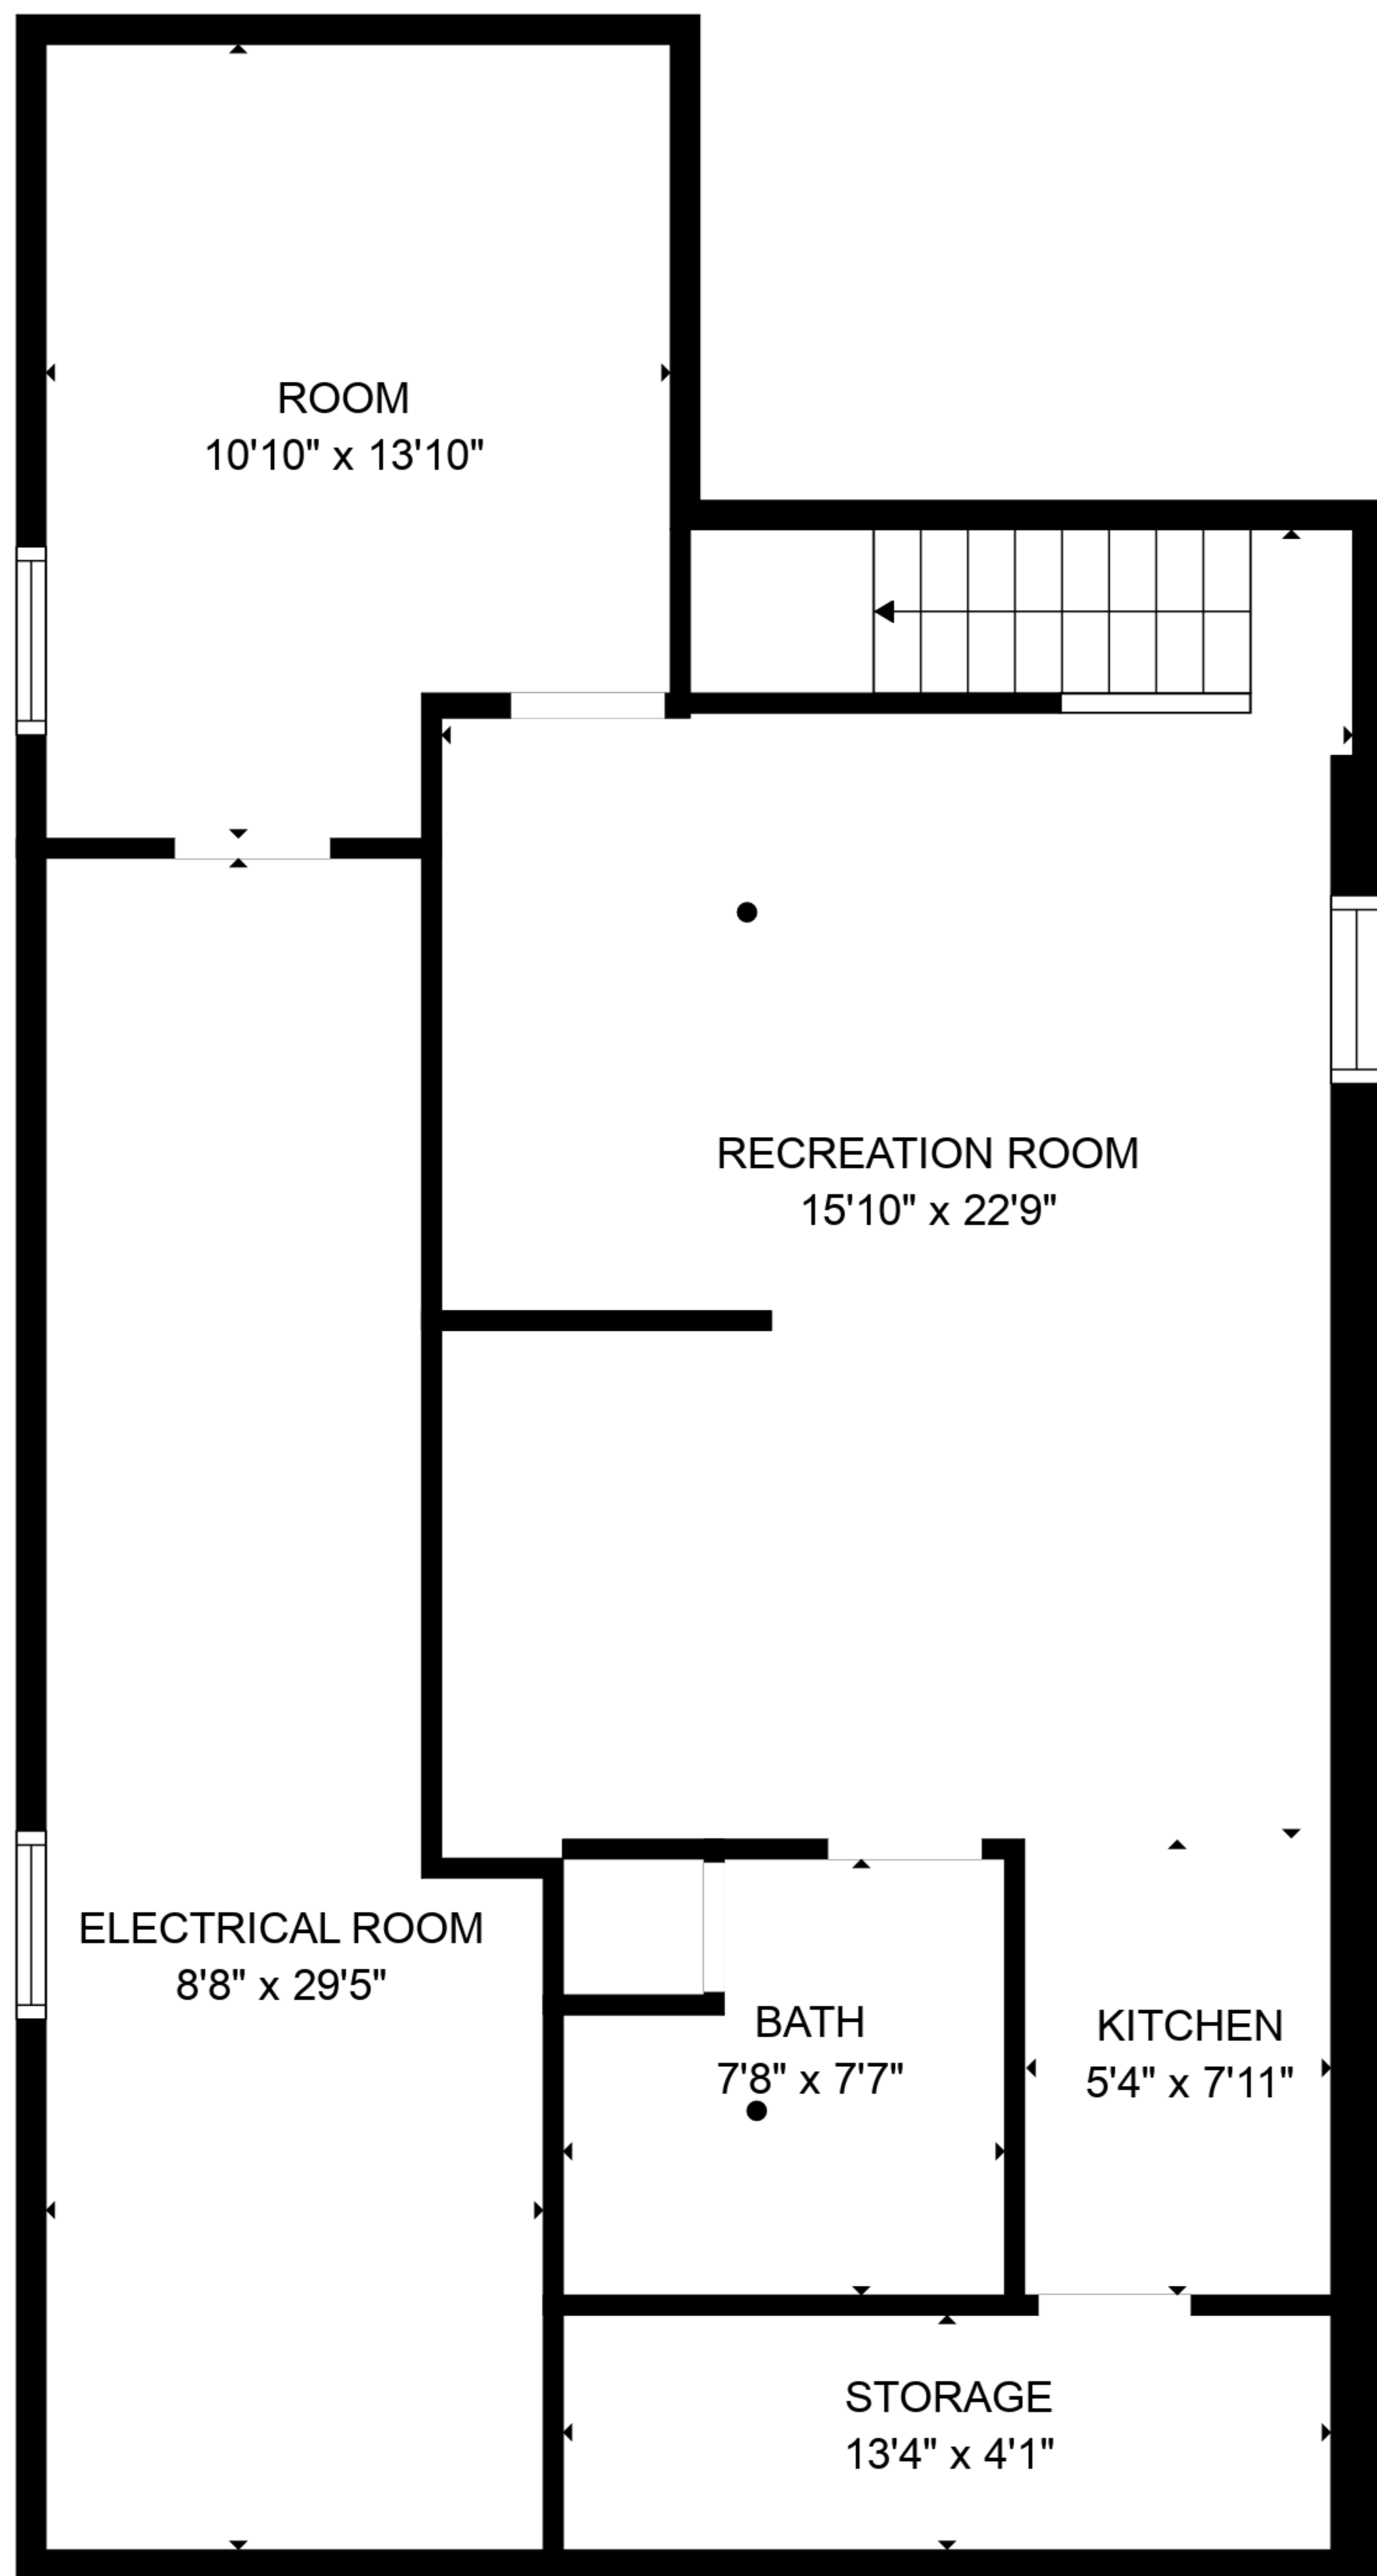 ROOM
10'10" x 13'10"
RECREATION ROOM
15'10" x 22'9"
ELECTRICAL ROOM
8'8" x 29'5"
BATH
7'8" x 7'7"
KITCHEN
5'4" x 7'11"
STORAGE
13'4" x 4'1"